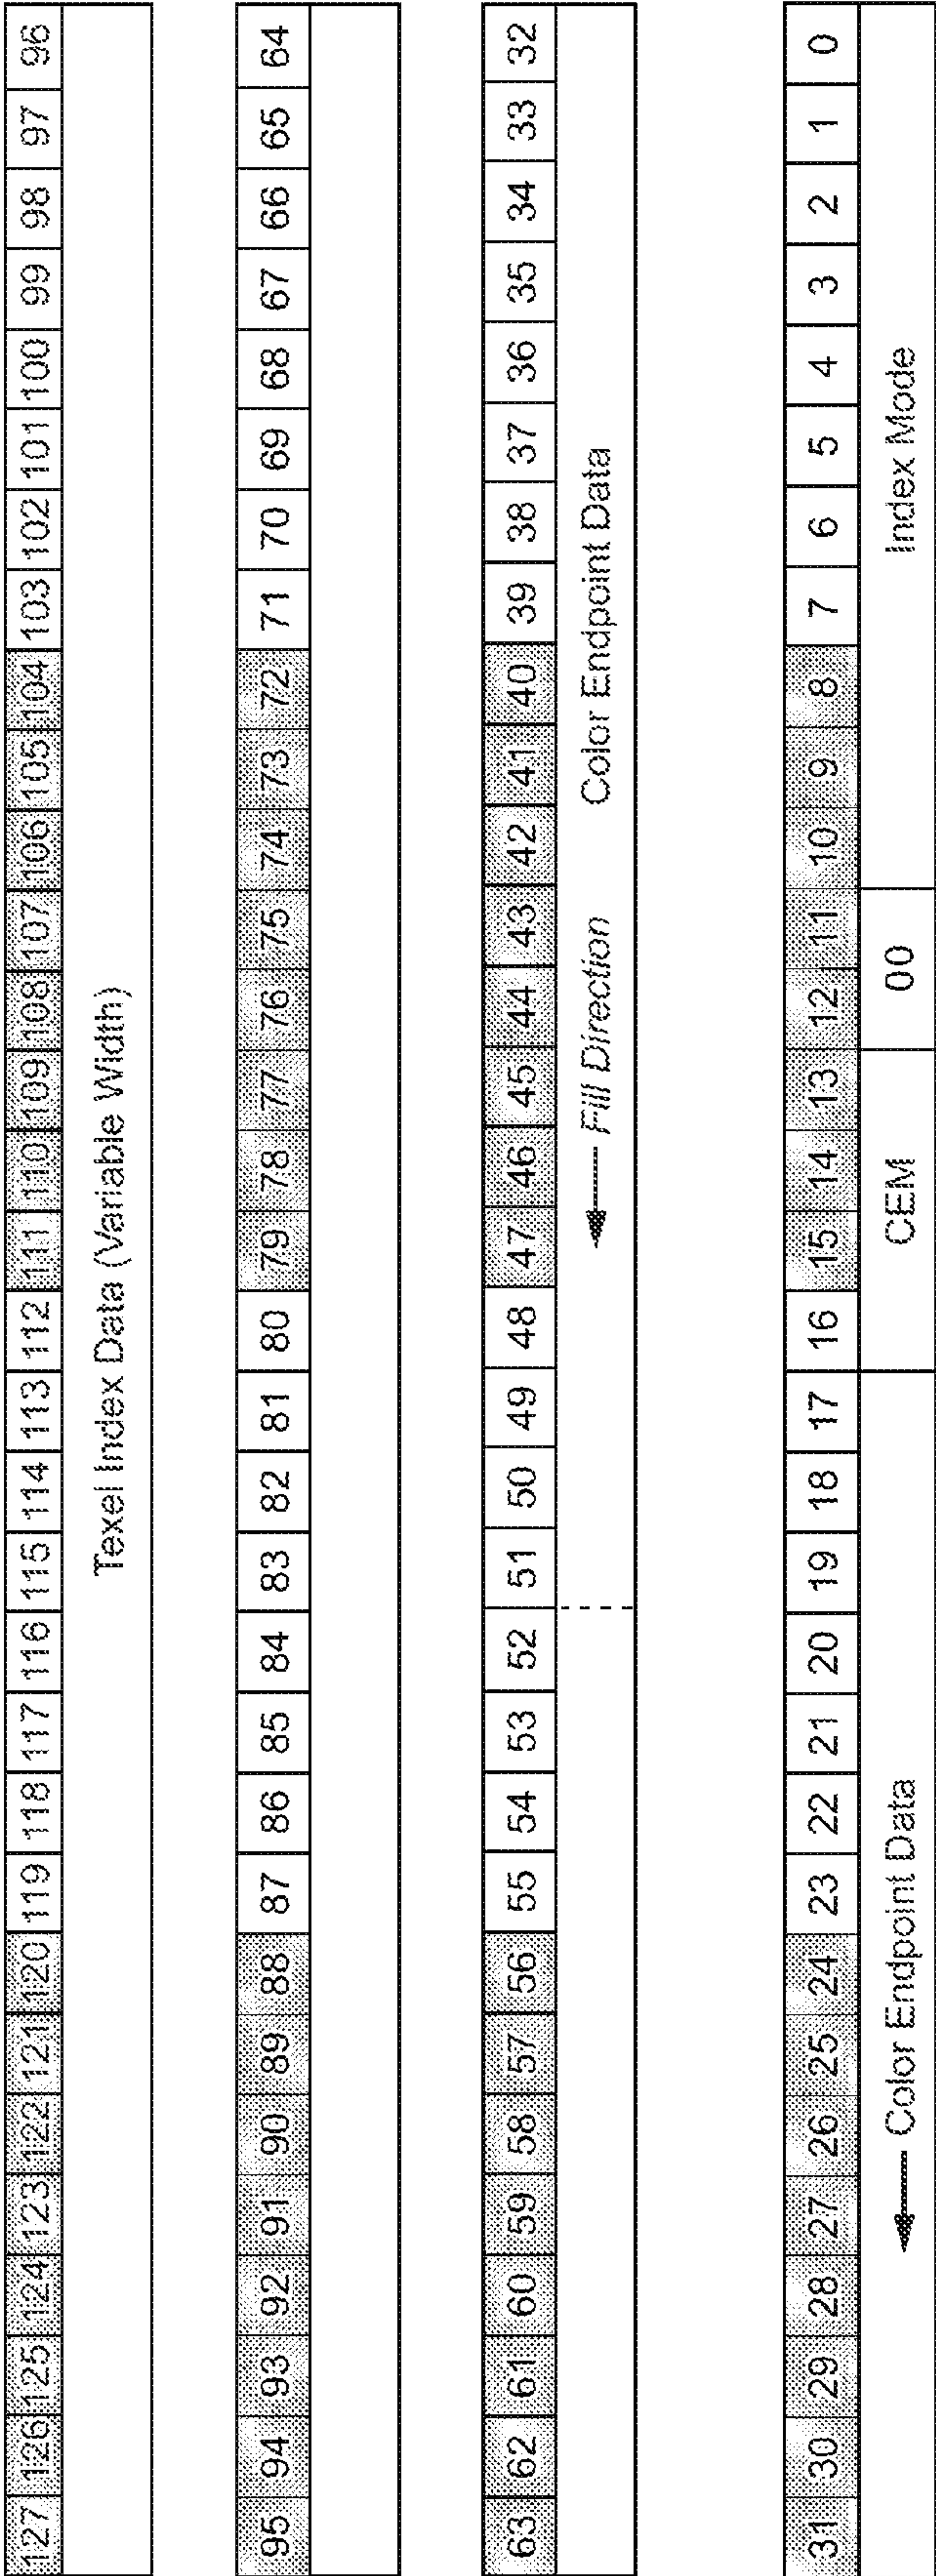 127 126 125 124 123 122 121 120 119 118 117 116 115 114 113 112 111 110 109 108 107 106 105 104 103 102 101 100 99 98 97 96
Texel Index Data (Variable Width)
95 94 93 92 91 90 89 88 87 86 85 84 83 82 81 80 79 78 77 76 75 74 73 72 71 70 69 68 67 66 65 64
63 62 61 60 59 58 57 56 55 54 53 52 51 50 49 48 47 46 45 44 43 42 41 40 39 38 37 36 35 34 33 32
Fill Direction Color Endpoint Data
31 30 29 28 27 26 25 24 23 22 21 20 19 18 17 16 15 14 13 12 11 10 9 8 7 6 5 4 3 2 1 0
Color Endpoint Data CEM 00 Index Mode